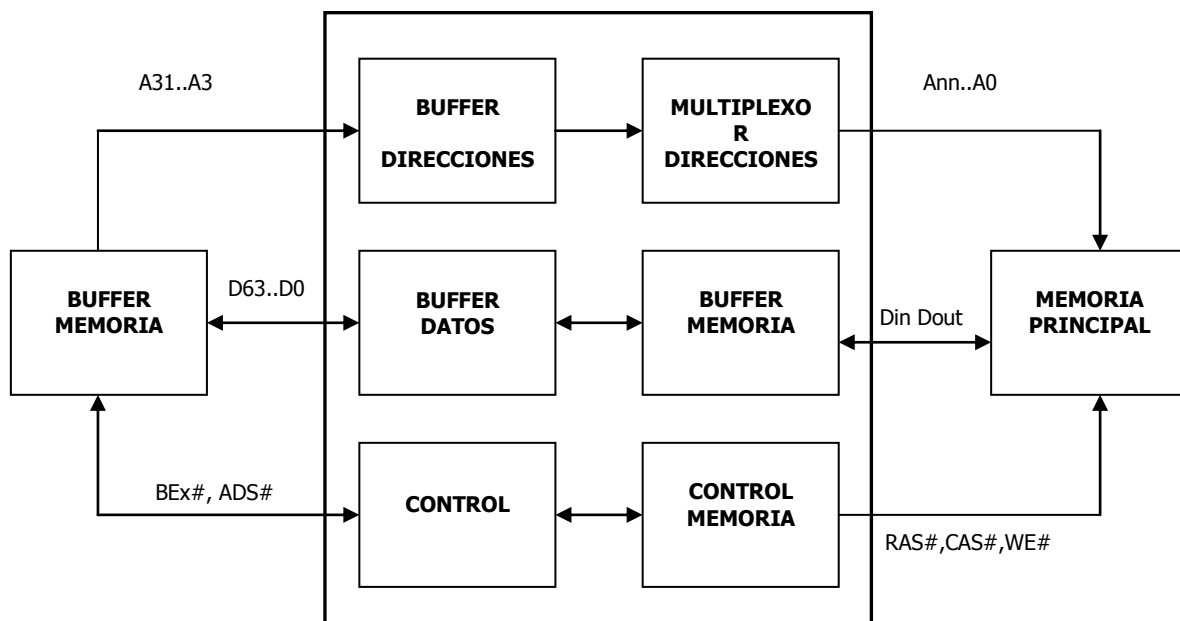 A31..A3
BUFFER
DIRECCIONES
MULTIPLEXO
R
DIRECCIONES
Ann..A0
BUFFER
MEMORIA
D63..D0
BUFFER
DATOS
BUFFER
MEMORIA
Din Dout
MEMORIA
PRINCIPAL
BEx#, ADS#
CONTROL
CONTROL
MEMORIA
RAS#,CAS#,WE#